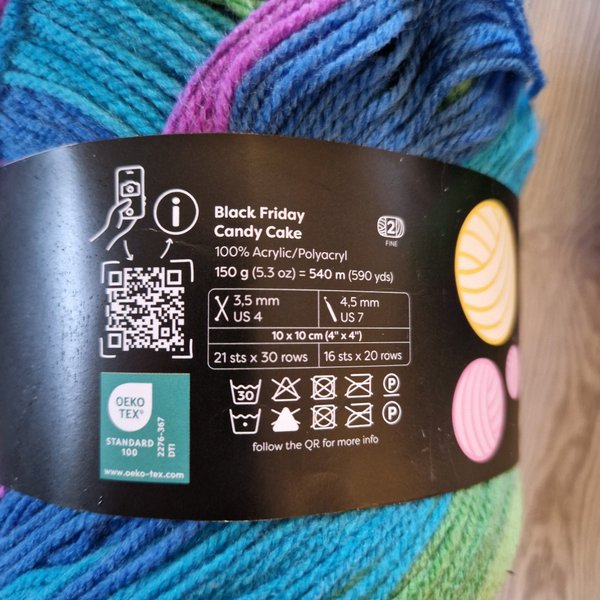 Black Friday
Candy Cake
2
FINE
100% Acrylic/Polyacryl
150 g (5.3 oz) = 540 m (590 yds)
3,5 mm
US 4
4,5 mm
US 7
10 x 10 cm (4" x 4")
21 sts x 30 rows
16 sts x 20 rows
30
P
P
follow the QR for more info
OEKO
TEX®
STANDARD
100
2276-367
DTI
www.oeko-tex.com